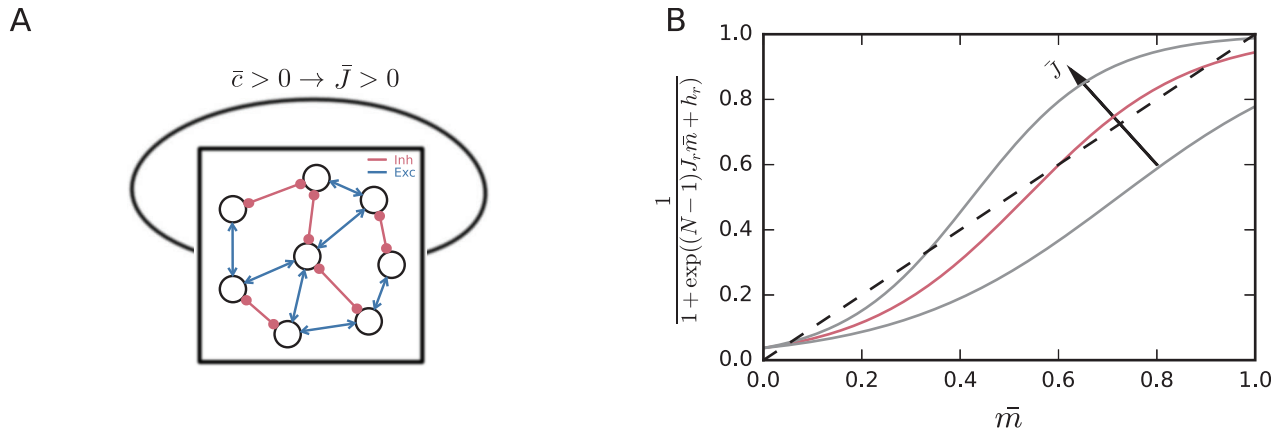 A
c̄ > 0 → J̄ > 0
Inh
Exc
B
1
1 + exp((N − 1)J_r m̄ + h_r)
1.0
0.8
0.6
0.4
0.2
0.0
J̄
0.0 0.2 0.4 0.6 0.8 1.0
m̄